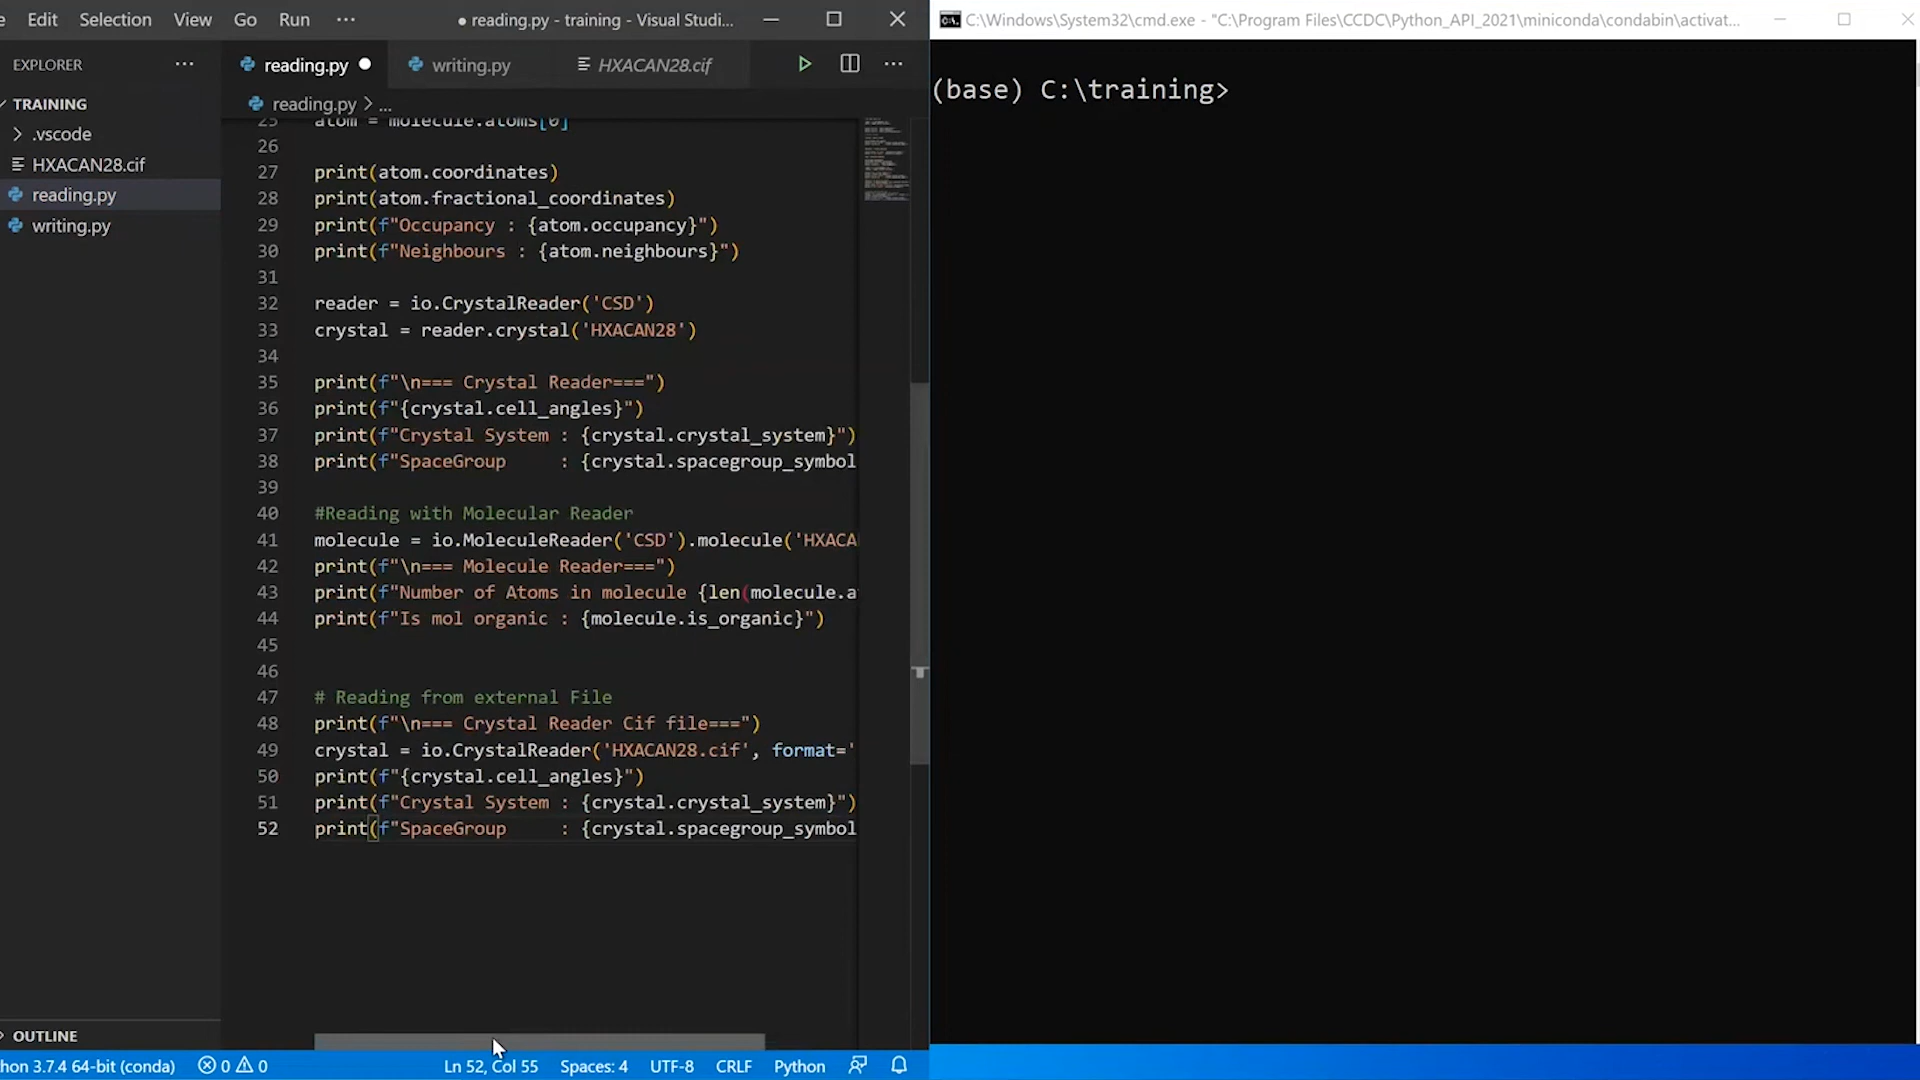 Edit Selection View Go Run ··· ● reading.py - training - Visual Studi...
EXPLORER ···
TRAINING
.vscode
HXACAN28.cif
reading.py
writing.py
OUTLINE
reading.py writing.py HXACAN28.cif ···
reading.py > ...
25 atom = molecule.atoms[0]
26
27 print(atom.coordinates)
28 print(atom.fractional_coordinates)
29 print(f"Occupancy : {atom.occupancy}")
30 print(f"Neighbours : {atom.neighbours}")
31
32 reader = io.CrystalReader('CSD')
33 crystal = reader.crystal('HXACAN28')
34
35 print(f"\n=== Crystal Reader===")
36 print(f"{crystal.cell_angles}")
37 print(f"Crystal System : {crystal.crystal_system}")
38 print(f"SpaceGroup     : {crystal.spacegroup_symbol
39
40 #Reading with Molecular Reader
41 molecule = io.MoleculeReader('CSD').molecule('HXACA
42 print(f"\n=== Molecule Reader===")
43 print(f"Number of Atoms in molecule {len(molecule.a
44 print(f"Is mol organic : {molecule.is_organic}")
45
46
47 # Reading from external File
48 print(f"\n=== Crystal Reader Cif file===")
49 crystal = io.CrystalReader('HXACAN28.cif', format='
50 print(f"{crystal.cell_angles}")
51 print(f"Crystal System : {crystal.crystal_system}")
52 print(f"SpaceGroup     : {crystal.spacegroup_symbol
hon 3.7.4 64-bit (conda) 0 0 Ln 52, Col 55 Spaces: 4 UTF-8 CRLF Python
C:\Windows\System32\cmd.exe - "C:\Program Files\CCDC\Python_API_2021\miniconda\condabin\activat...
(base) C:\training>